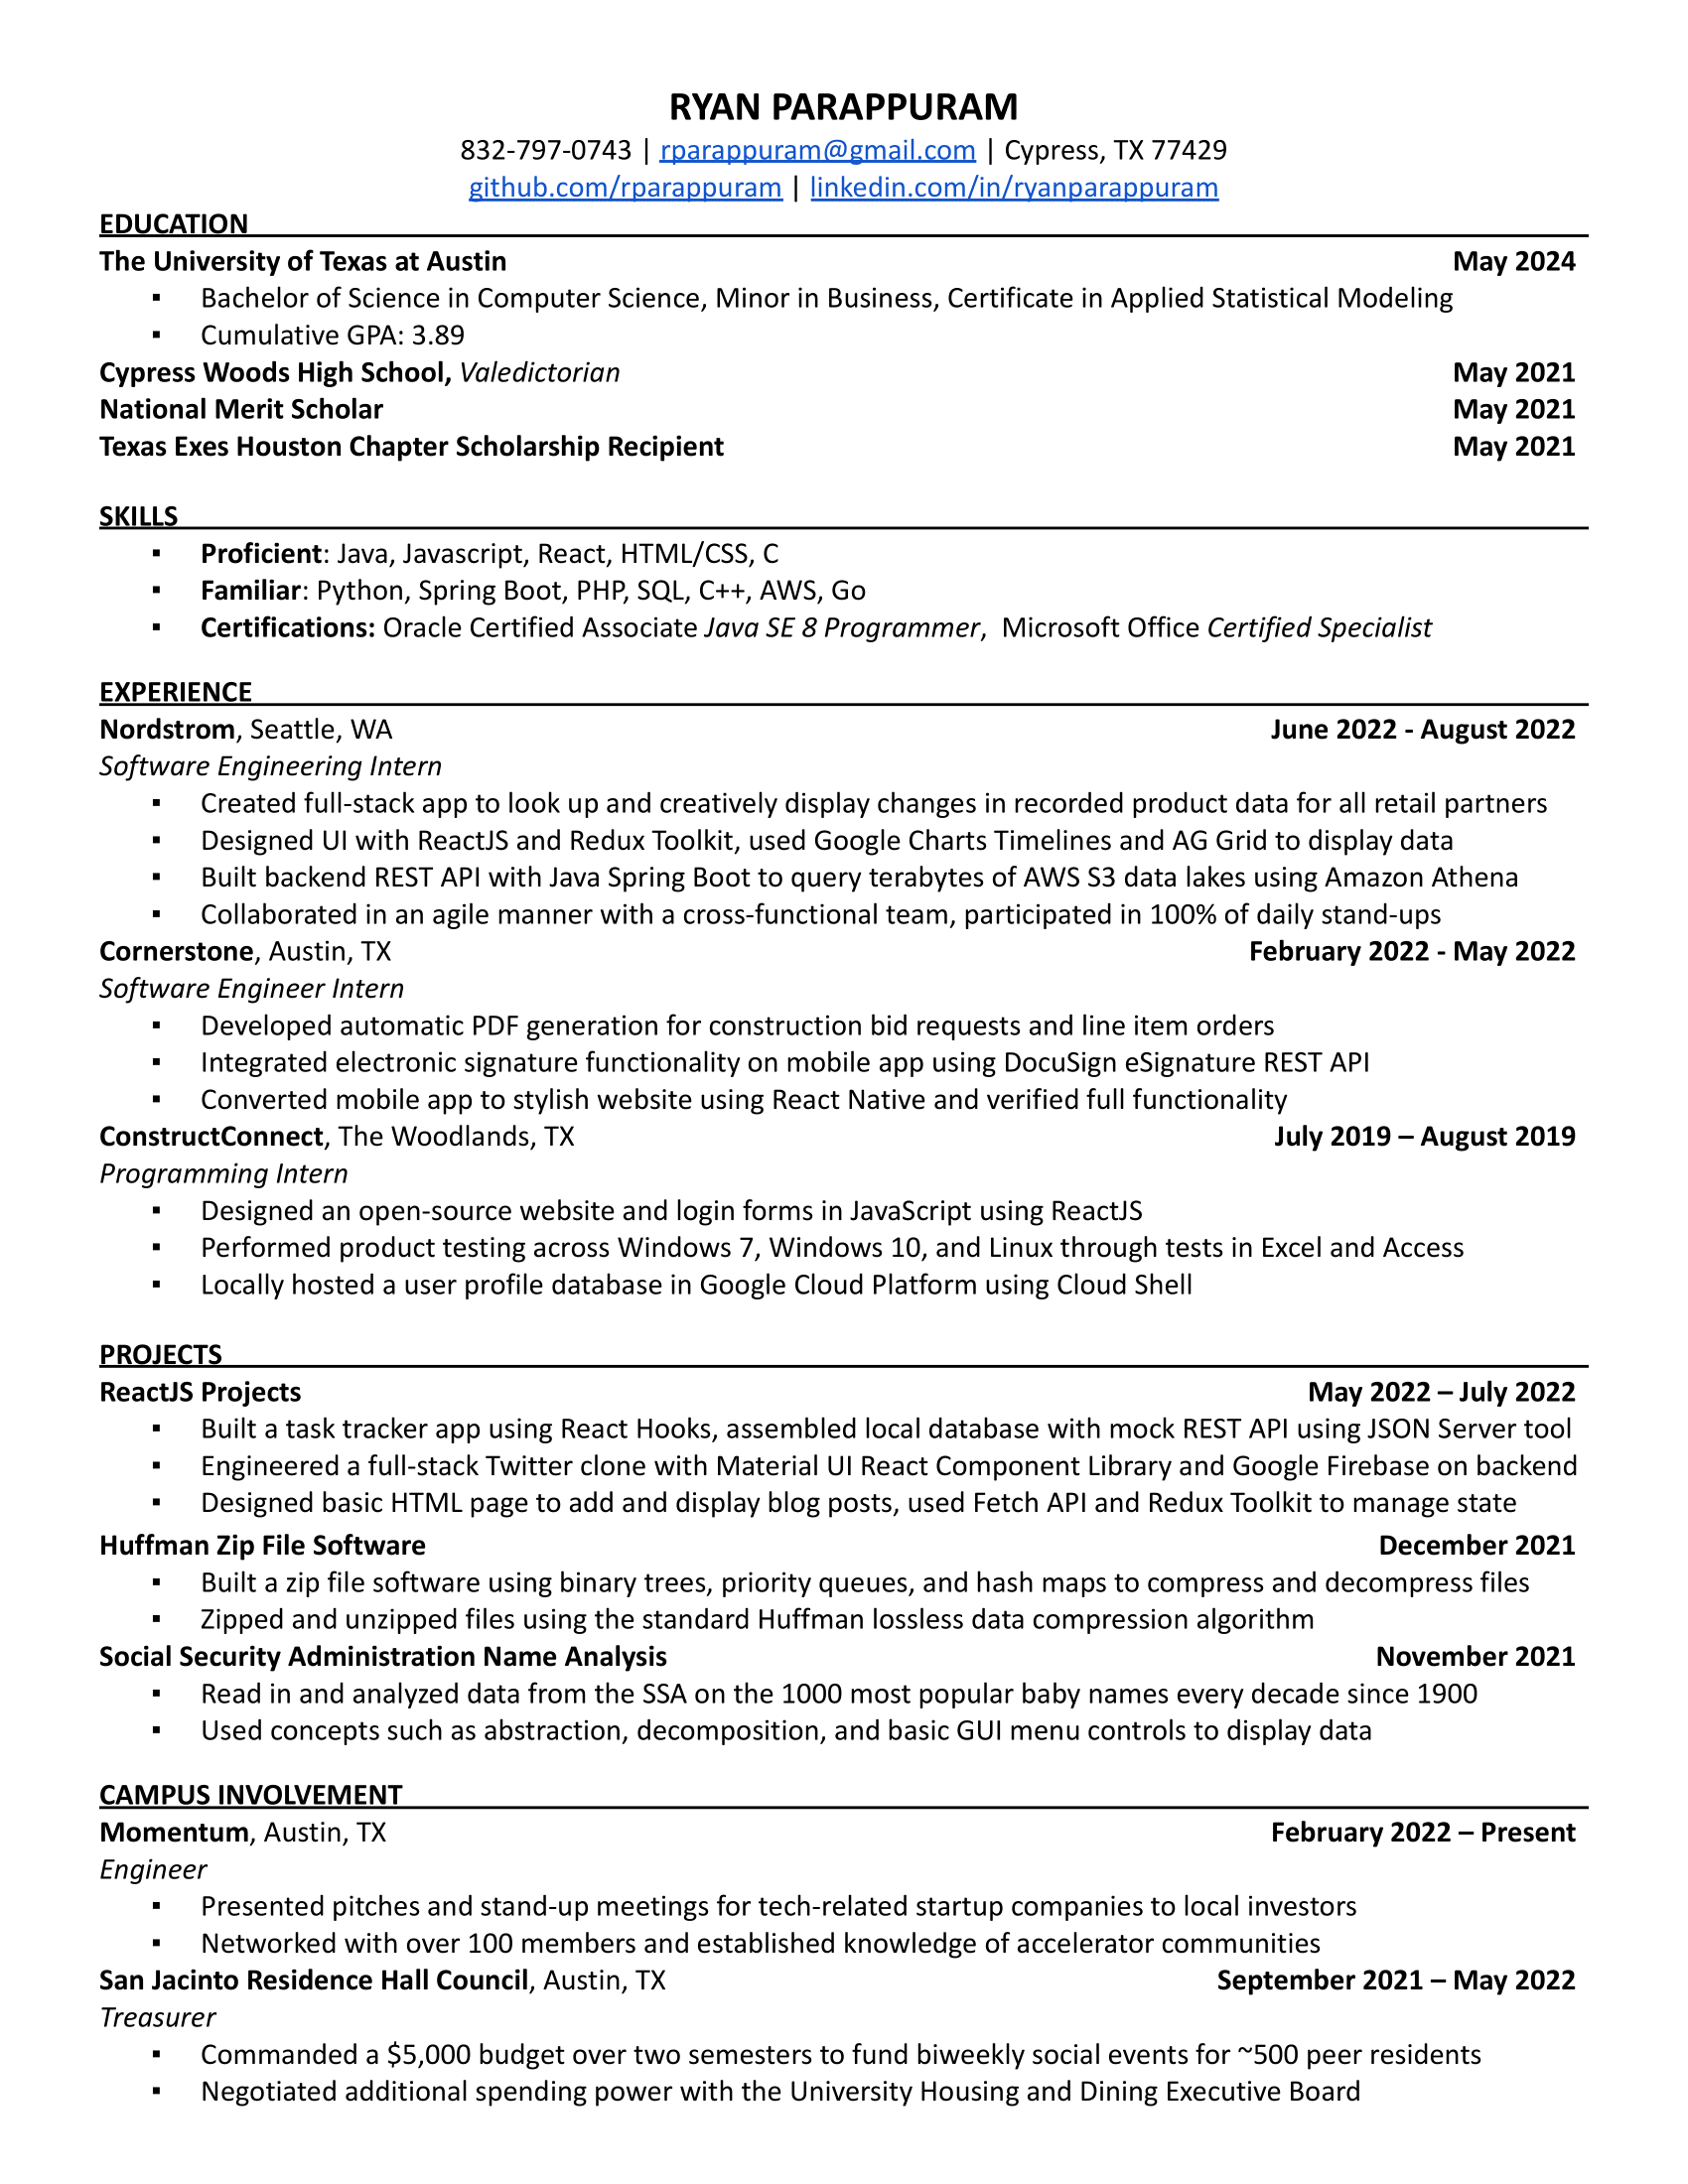 RYAN PARAPPURAM
832-797-0743 | rparappuram@gmail.com | Cypress, TX 77429
github.com/rparappuram | linkedin.com/in/ryanparappuram
EDUCATION
The University of Texas at Austin May 2024
▪ Bachelor of Science in Computer Science, Minor in Business, Certificate in Applied Statistical Modeling
▪ Cumulative GPA: 3.89
Cypress Woods High School, Valedictorian May 2021
National Merit Scholar May 2021
Texas Exes Houston Chapter Scholarship Recipient May 2021
SKILLS
▪ Proficient: Java, Javascript, React, HTML/CSS, C
▪ Familiar: Python, Spring Boot, PHP, SQL, C++, AWS, Go
▪ Certifications: Oracle Certified Associate Java SE 8 Programmer, Microsoft Office Certified Specialist
EXPERIENCE
Nordstrom, Seattle, WA June 2022 - August 2022
Software Engineering Intern
▪ Created full-stack app to look up and creatively display changes in recorded product data for all retail partners
▪ Designed UI with ReactJS and Redux Toolkit, used Google Charts Timelines and AG Grid to display data
▪ Built backend REST API with Java Spring Boot to query terabytes of AWS S3 data lakes using Amazon Athena
▪ Collaborated in an agile manner with a cross-functional team, participated in 100% of daily stand-ups
Cornerstone, Austin, TX February 2022 - May 2022
Software Engineer Intern
▪ Developed automatic PDF generation for construction bid requests and line item orders
▪ Integrated electronic signature functionality on mobile app using DocuSign eSignature REST API
▪ Converted mobile app to stylish website using React Native and verified full functionality
ConstructConnect, The Woodlands, TX July 2019 – August 2019
Programming Intern
▪ Designed an open-source website and login forms in JavaScript using ReactJS
▪ Performed product testing across Windows 7, Windows 10, and Linux through tests in Excel and Access
▪ Locally hosted a user profile database in Google Cloud Platform using Cloud Shell
PROJECTS
ReactJS Projects May 2022 – July 2022
▪ Built a task tracker app using React Hooks, assembled local database with mock REST API using JSON Server tool
▪ Engineered a full-stack Twitter clone with Material UI React Component Library and Google Firebase on backend
▪ Designed basic HTML page to add and display blog posts, used Fetch API and Redux Toolkit to manage state
Huffman Zip File Software December 2021
▪ Built a zip file software using binary trees, priority queues, and hash maps to compress and decompress files
▪ Zipped and unzipped files using the standard Huffman lossless data compression algorithm
Social Security Administration Name Analysis November 2021
▪ Read in and analyzed data from the SSA on the 1000 most popular baby names every decade since 1900
▪ Used concepts such as abstraction, decomposition, and basic GUI menu controls to display data
CAMPUS INVOLVEMENT
Momentum, Austin, TX February 2022 – Present
Engineer
▪ Presented pitches and stand-up meetings for tech-related startup companies to local investors
▪ Networked with over 100 members and established knowledge of accelerator communities
San Jacinto Residence Hall Council, Austin, TX September 2021 – May 2022
Treasurer
▪ Commanded a $5,000 budget over two semesters to fund biweekly social events for ~500 peer residents
▪ Negotiated additional spending power with the University Housing and Dining Executive Board